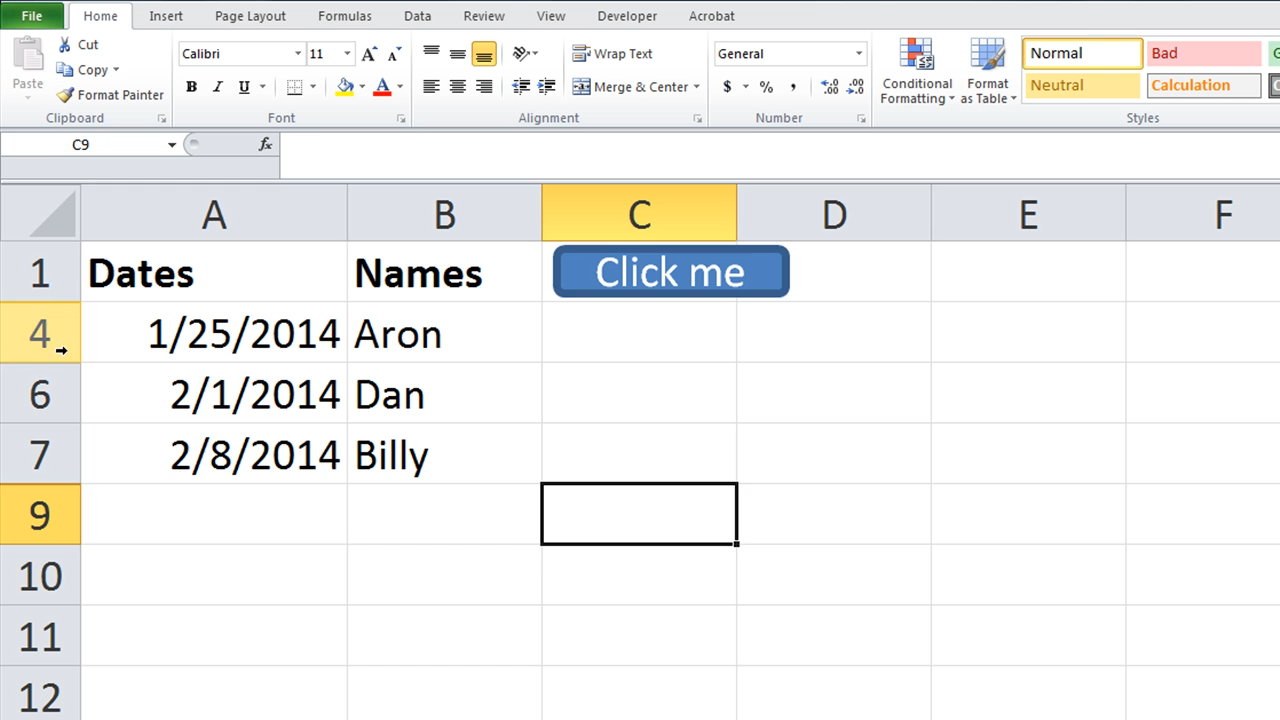 File Home Insert Page Layout Formulas Data Review View Developer Acrobat
Paste
Cut
Copy
Format Painter
Clipboard
Calibri 11
B I U
Font
Wrap Text
Merge & Center
Alignment
General
$ % ,
Number
Conditional Formatting
Format as Table
Normal Bad
Neutral Calculation
Styles
C9 fx
A B C D E F
1 Dates Names Click me
4 1/25/2014 Aron
6 2/1/2014 Dan
7 2/8/2014 Billy
9
10
11
12